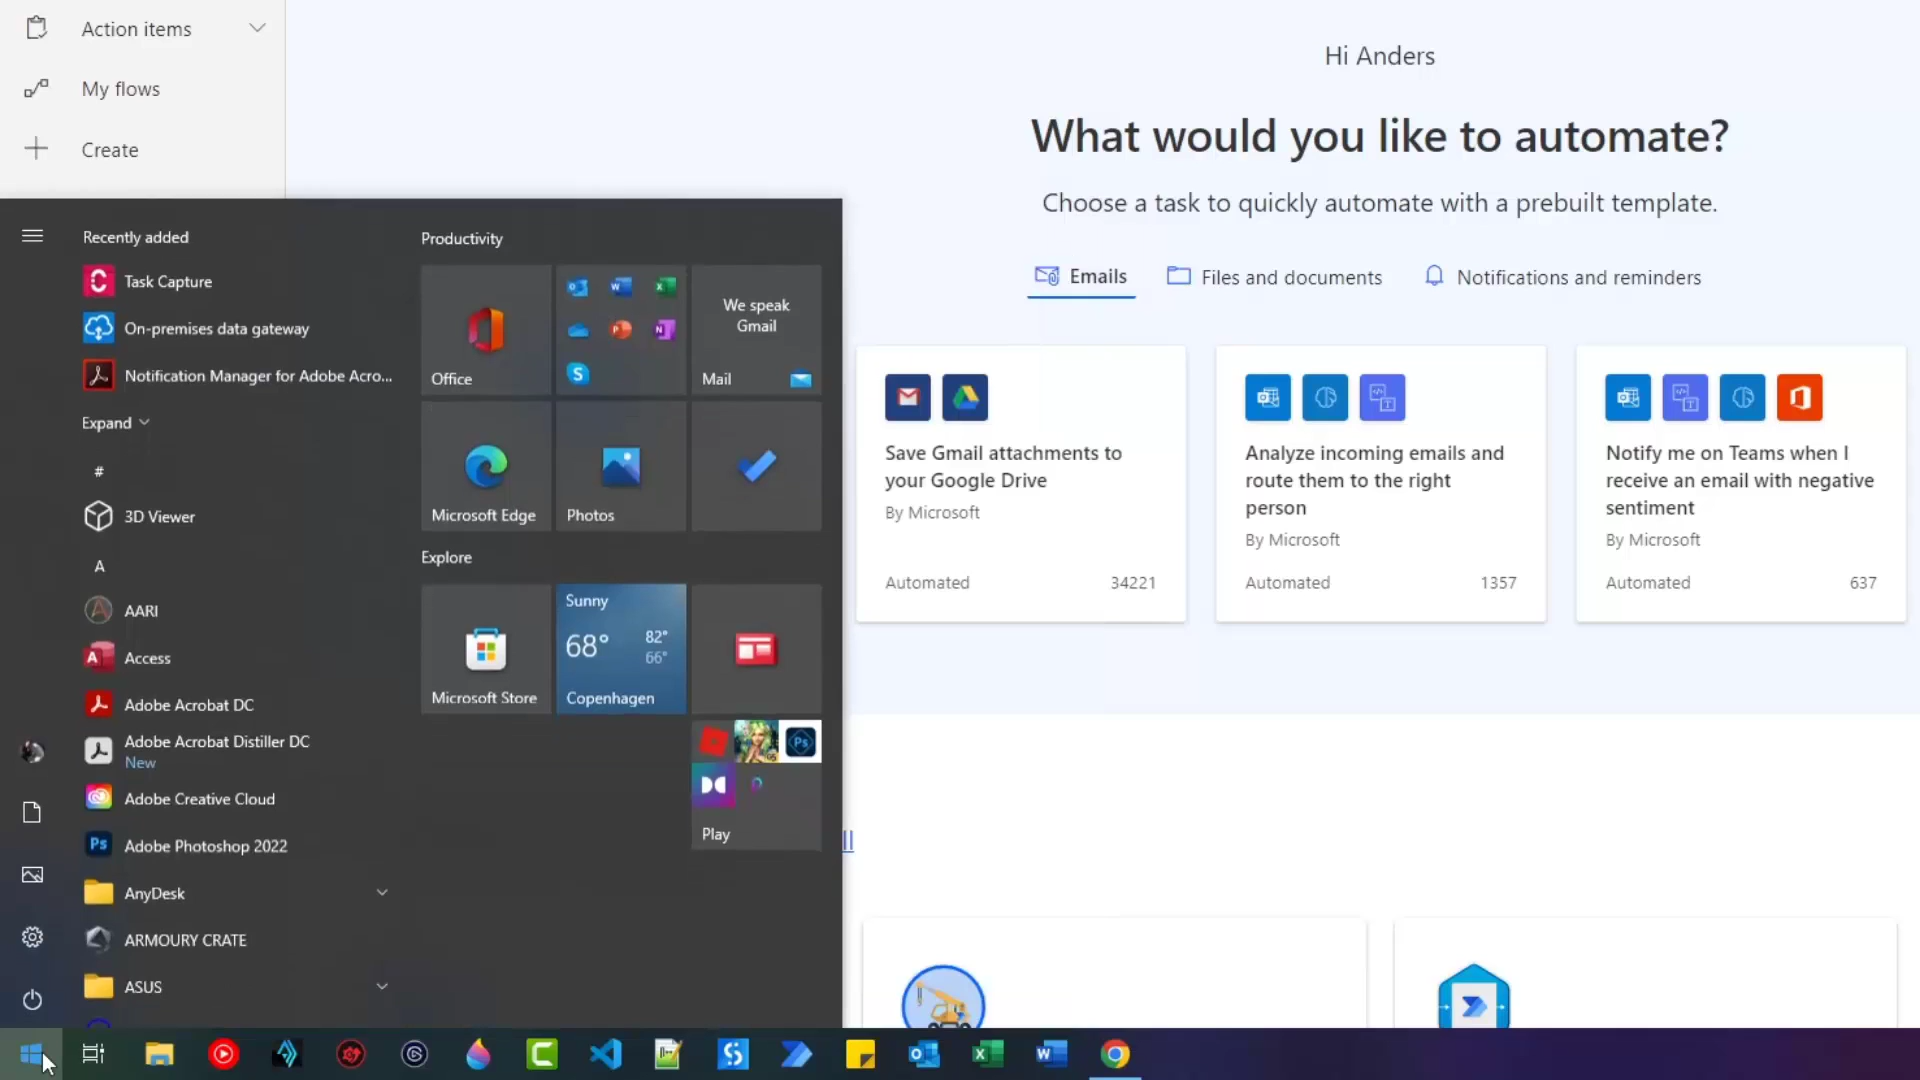 Action items
My flows
Create
Hi Anders
What would you like to automate?
Choose a task to quickly automate with a prebuilt template.
Emails
Files and documents
Notifications and reminders
Save Gmail attachments to
your Google Drive
By Microsoft
Automated
34221
Analyze incoming emails and
route them to the right
person
By Microsoft
Automated
1357
Notify me on Teams when I
receive an email with negative
sentiment
By Microsoft
Automated
637
Recently added
Task Capture
On-premises data gateway
Notification Manager for Adobe Acro...
Expand
#
3D Viewer
A
AARI
Access
Adobe Acrobat DC
Adobe Acrobat Distiller DC
New
Adobe Creative Cloud
Adobe Photoshop 2022
AnyDesk
ARMOURY CRATE
ASUS
Productivity
Office
We speak
Gmail
Mail
Microsoft Edge
Photos
Explore
Microsoft Store
Sunny
68°
82°
66°
Copenhagen
Play